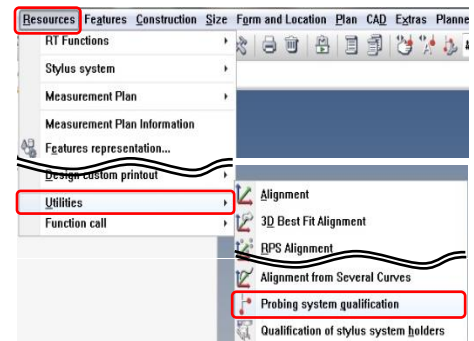 Resources Features Construction Size Form and Location Plan CAD Extras Planne
RT Functions
Stylus system
Measurement Plan
Measurement Plan Information
Features representation...
Design custom printout
Utilities
Function call
Alignment
3D Best Fit Alignment
RPS Alignment
Alignment from Several Curves
Probing system qualification
Qualification of stylus system holders